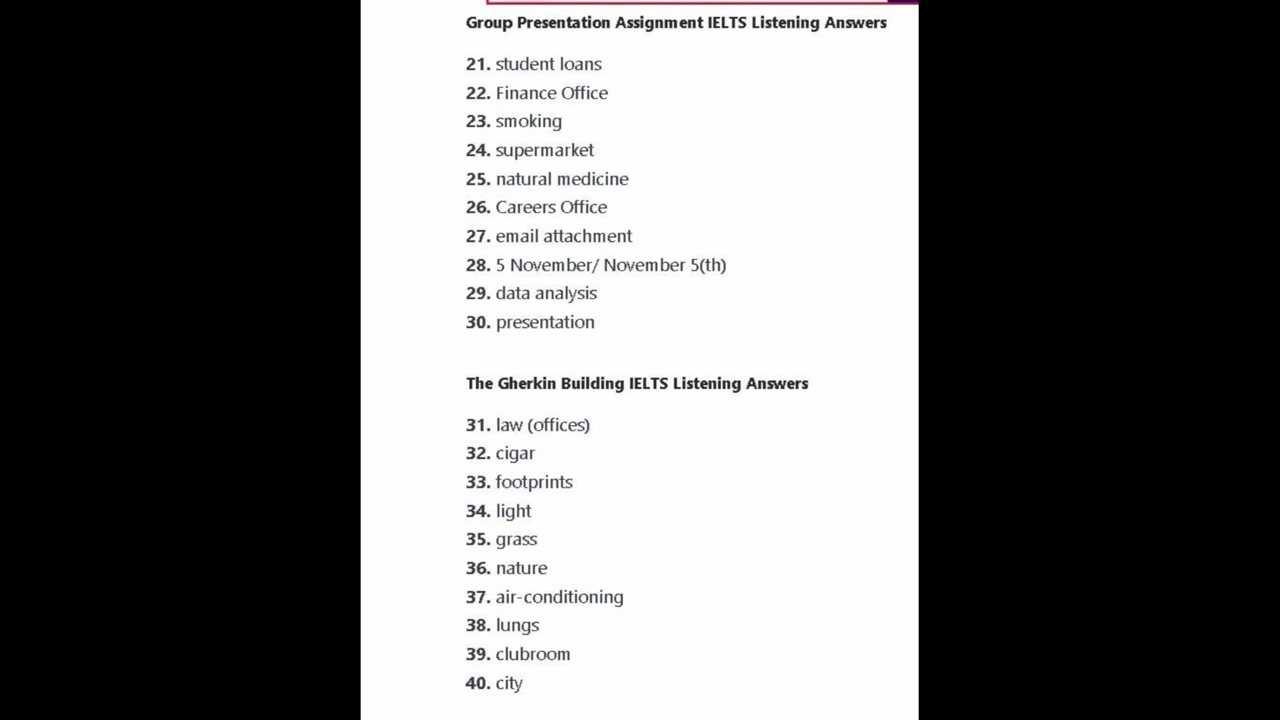 Group Presentation Assignment IELTS Listening Answers
21. student loans
22. Finance Office
23. smoking
24. supermarket
25. natural medicine
26. Careers Office
27. email attachment
28. 5 November/ November 5(th)
29. data analysis
30. presentation
The Gherkin Building IELTS Listening Answers
31. law (offices)
32. cigar
33. footprints
34. light
35. grass
36. nature
37. air-conditioning
38. lungs
39. clubroom
40. city